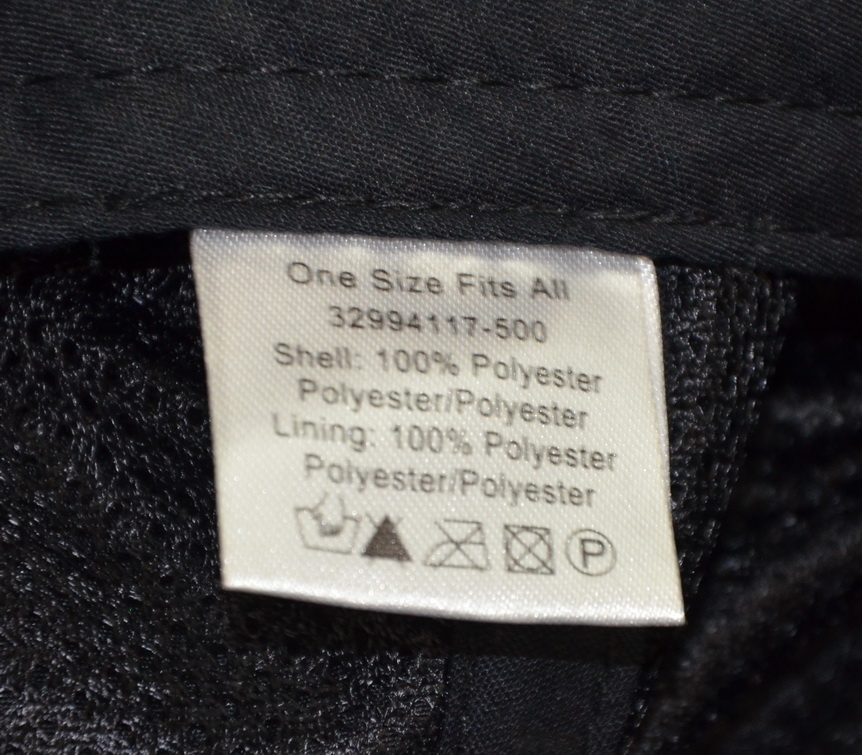 One Size Fits All
32994117-500
Shell: 100% Polyester
Polyester/Polyester
Lining: 100% Polyester
Polyester/Polyester
P